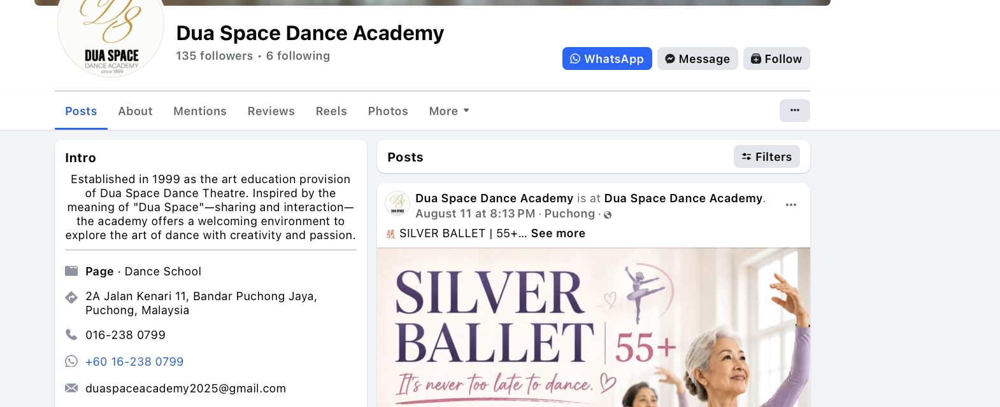 DS
DUA SPACE
DANCE ACADEMY
since 1999
Dua Space Dance Academy
135 followers • 6 following
WhatsApp
Message
Follow
Posts
About
Mentions
Reviews
Reels
Photos
More
Intro
Established in 1999 as the art education provision
of Dua Space Dance Theatre. Inspired by the
meaning of "Dua Space"—sharing and interaction—
the academy offers a welcoming environment to
explore the art of dance with creativity and passion.
Page · Dance School
2A Jalan Kenari 11, Bandar Puchong Jaya,
Puchong, Malaysia
016-238 0799
+60 16-238 0799
duaspaceacademy2025@gmail.com
Posts
Filters
DS
DUA SPACE
Dua Space Dance Academy is at Dua Space Dance Academy.
August 11 at 8:13 PM · Puchong ·
SILVER BALLET | 55+... See more
SILVER
BALLET | 55+
It's never too late to dance.